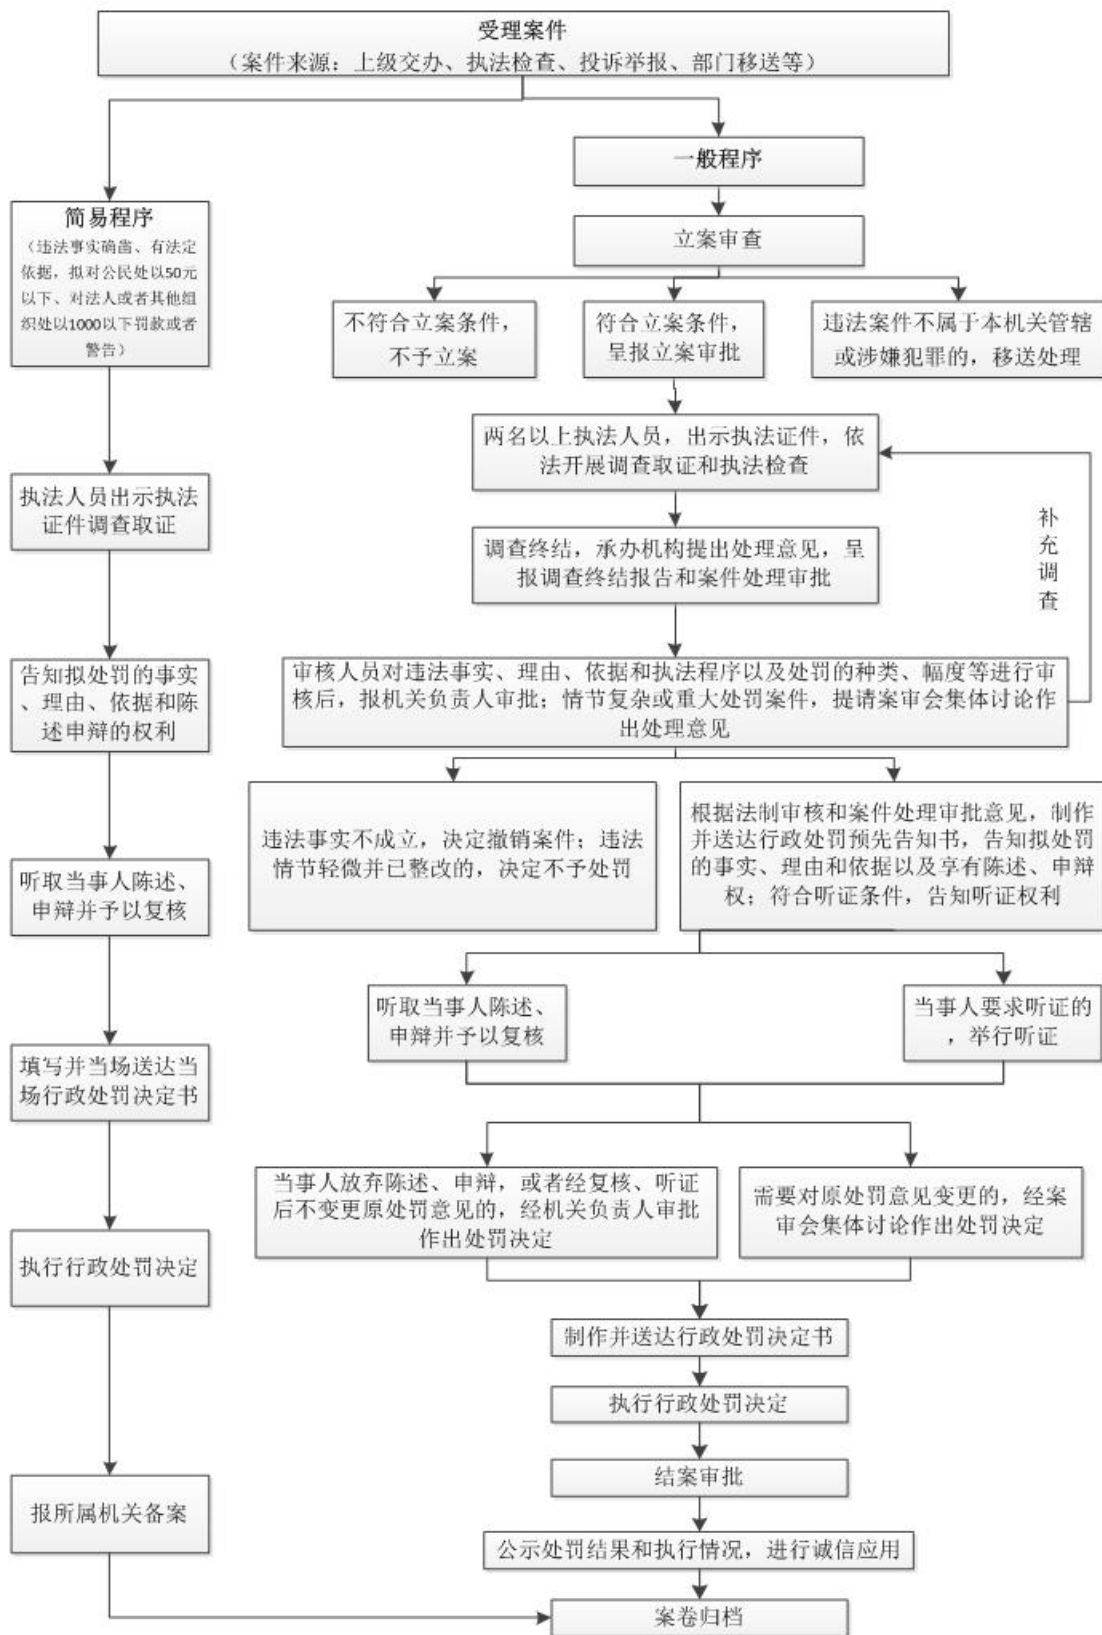 受理案件
（案件来源：上级交办、执法检查、投诉举报、部门移送等）
一般程序
简易程序
（违法事实确凿、有法定
依据，拟对公民处以50元
以下、对法人或者其他组
织处以1000以下罚款或者
警告）
立案审查
不符合立案条件，
不予立案
符合立案条件，
呈报立案审批
违法案件不属于本机关管辖
或涉嫌犯罪的，移送处理
两名以上执法人员，出示执法证件，依
法开展调查取证和执法检查
执法人员出示执法
证件调查取证
补
充
调
查
调查终结，承办机构提出处理意见，呈
报调查终结报告和案件处理审批
告知拟处罚的事实
、理由、依据和陈
述申辩的权利
审核人员对违法事实、理由、依据和执法程序以及处罚的种类、幅度等进行审
核后，报机关负责人审批；情节复杂或重大处罚案件，提请案审会集体讨论作
出处理意见
违法事实不成立，决定撤销案件；违法
情节轻微并已整改的，决定不予处罚
根据法制审核和案件处理审批意见，制作
并送达行政处罚预先告知书，告知拟处罚
的事实、理由和依据以及享有陈述、申辩
权；符合听证条件，告知听证权利
听取当事人陈述、
申辩并予以复核
听取当事人陈述、
申辩并予以复核
当事人要求听证的
，举行听证
填写并当场送达当
场行政处罚决定书
当事人放弃陈述、申辩，或者经复核、听证
后不变更原处罚意见的，经机关负责人审批
作出处罚决定
需要对原处罚意见变更的，经案
审会集体讨论作出处罚决定
执行行政处罚决定
制作并送达行政处罚决定书
执行行政处罚决定
结案审批
报所属机关备案
公示处罚结果和执行情况，进行诚信应用
案卷归档